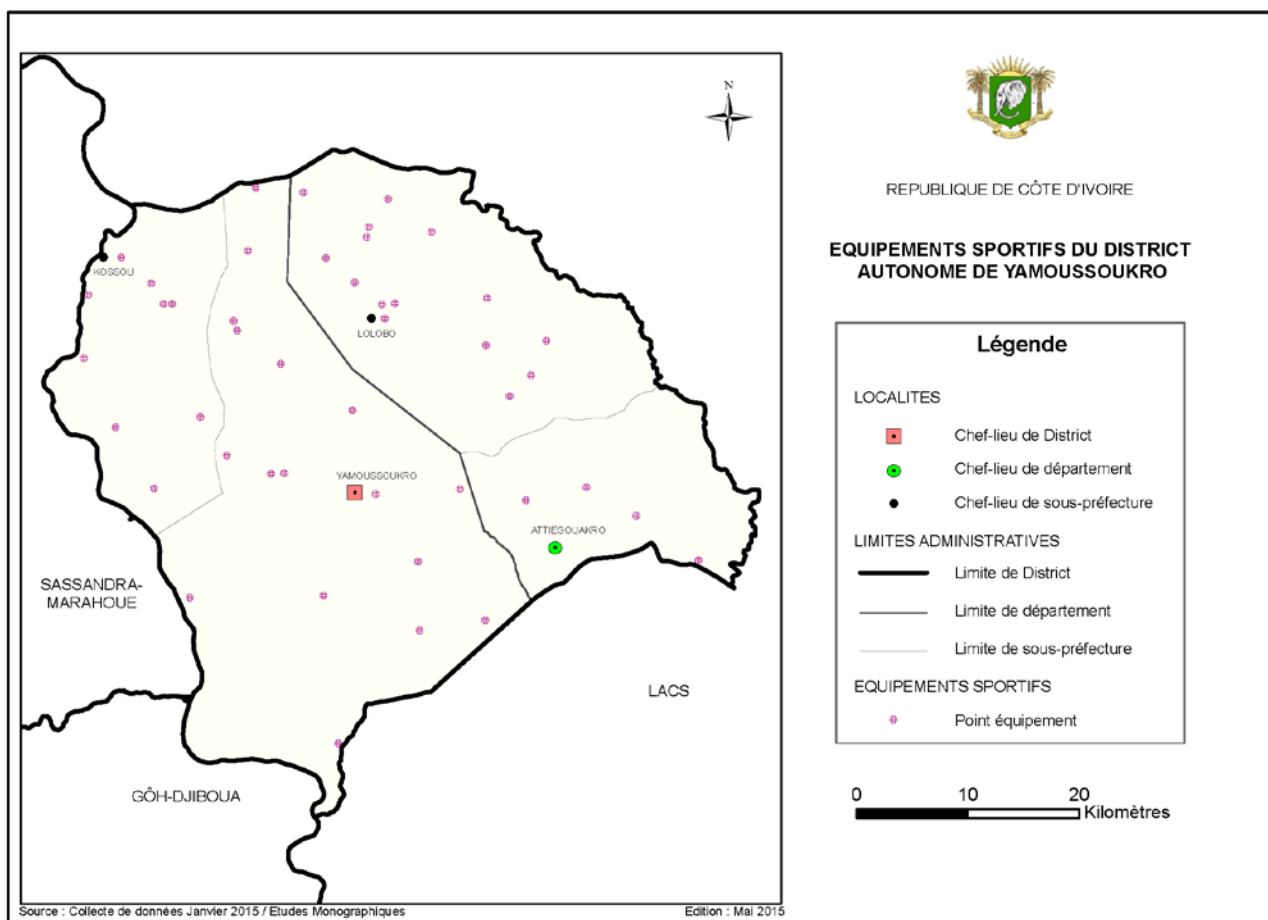 N
KOSSOU
LOLOBO
YAMOUSSOUKRO
ATTIEGOUAKRO
SASSANDRA-
MARAHOUE
LACS
GÔH-DJIBOUA
Source : Collecte de données Janvier 2015 / Etudes Monographiques
Edition : Mai 2015
REPUBLIQUE DE CÔTE D'IVOIRE
EQUIPEMENTS SPORTIFS DU DISTRICT
AUTONOME DE YAMOUSSOUKRO
Légende
LOCALITES
Chef-lieu de District
Chef-lieu de département
Chef-lieu de sous-préfecture
LIMITES ADMINISTRATIVES
Limite de District
Limite de département
Limite de sous-préfecture
EQUIPEMENTS SPORTIFS
Point équipement
0 10 20
Kilomètres